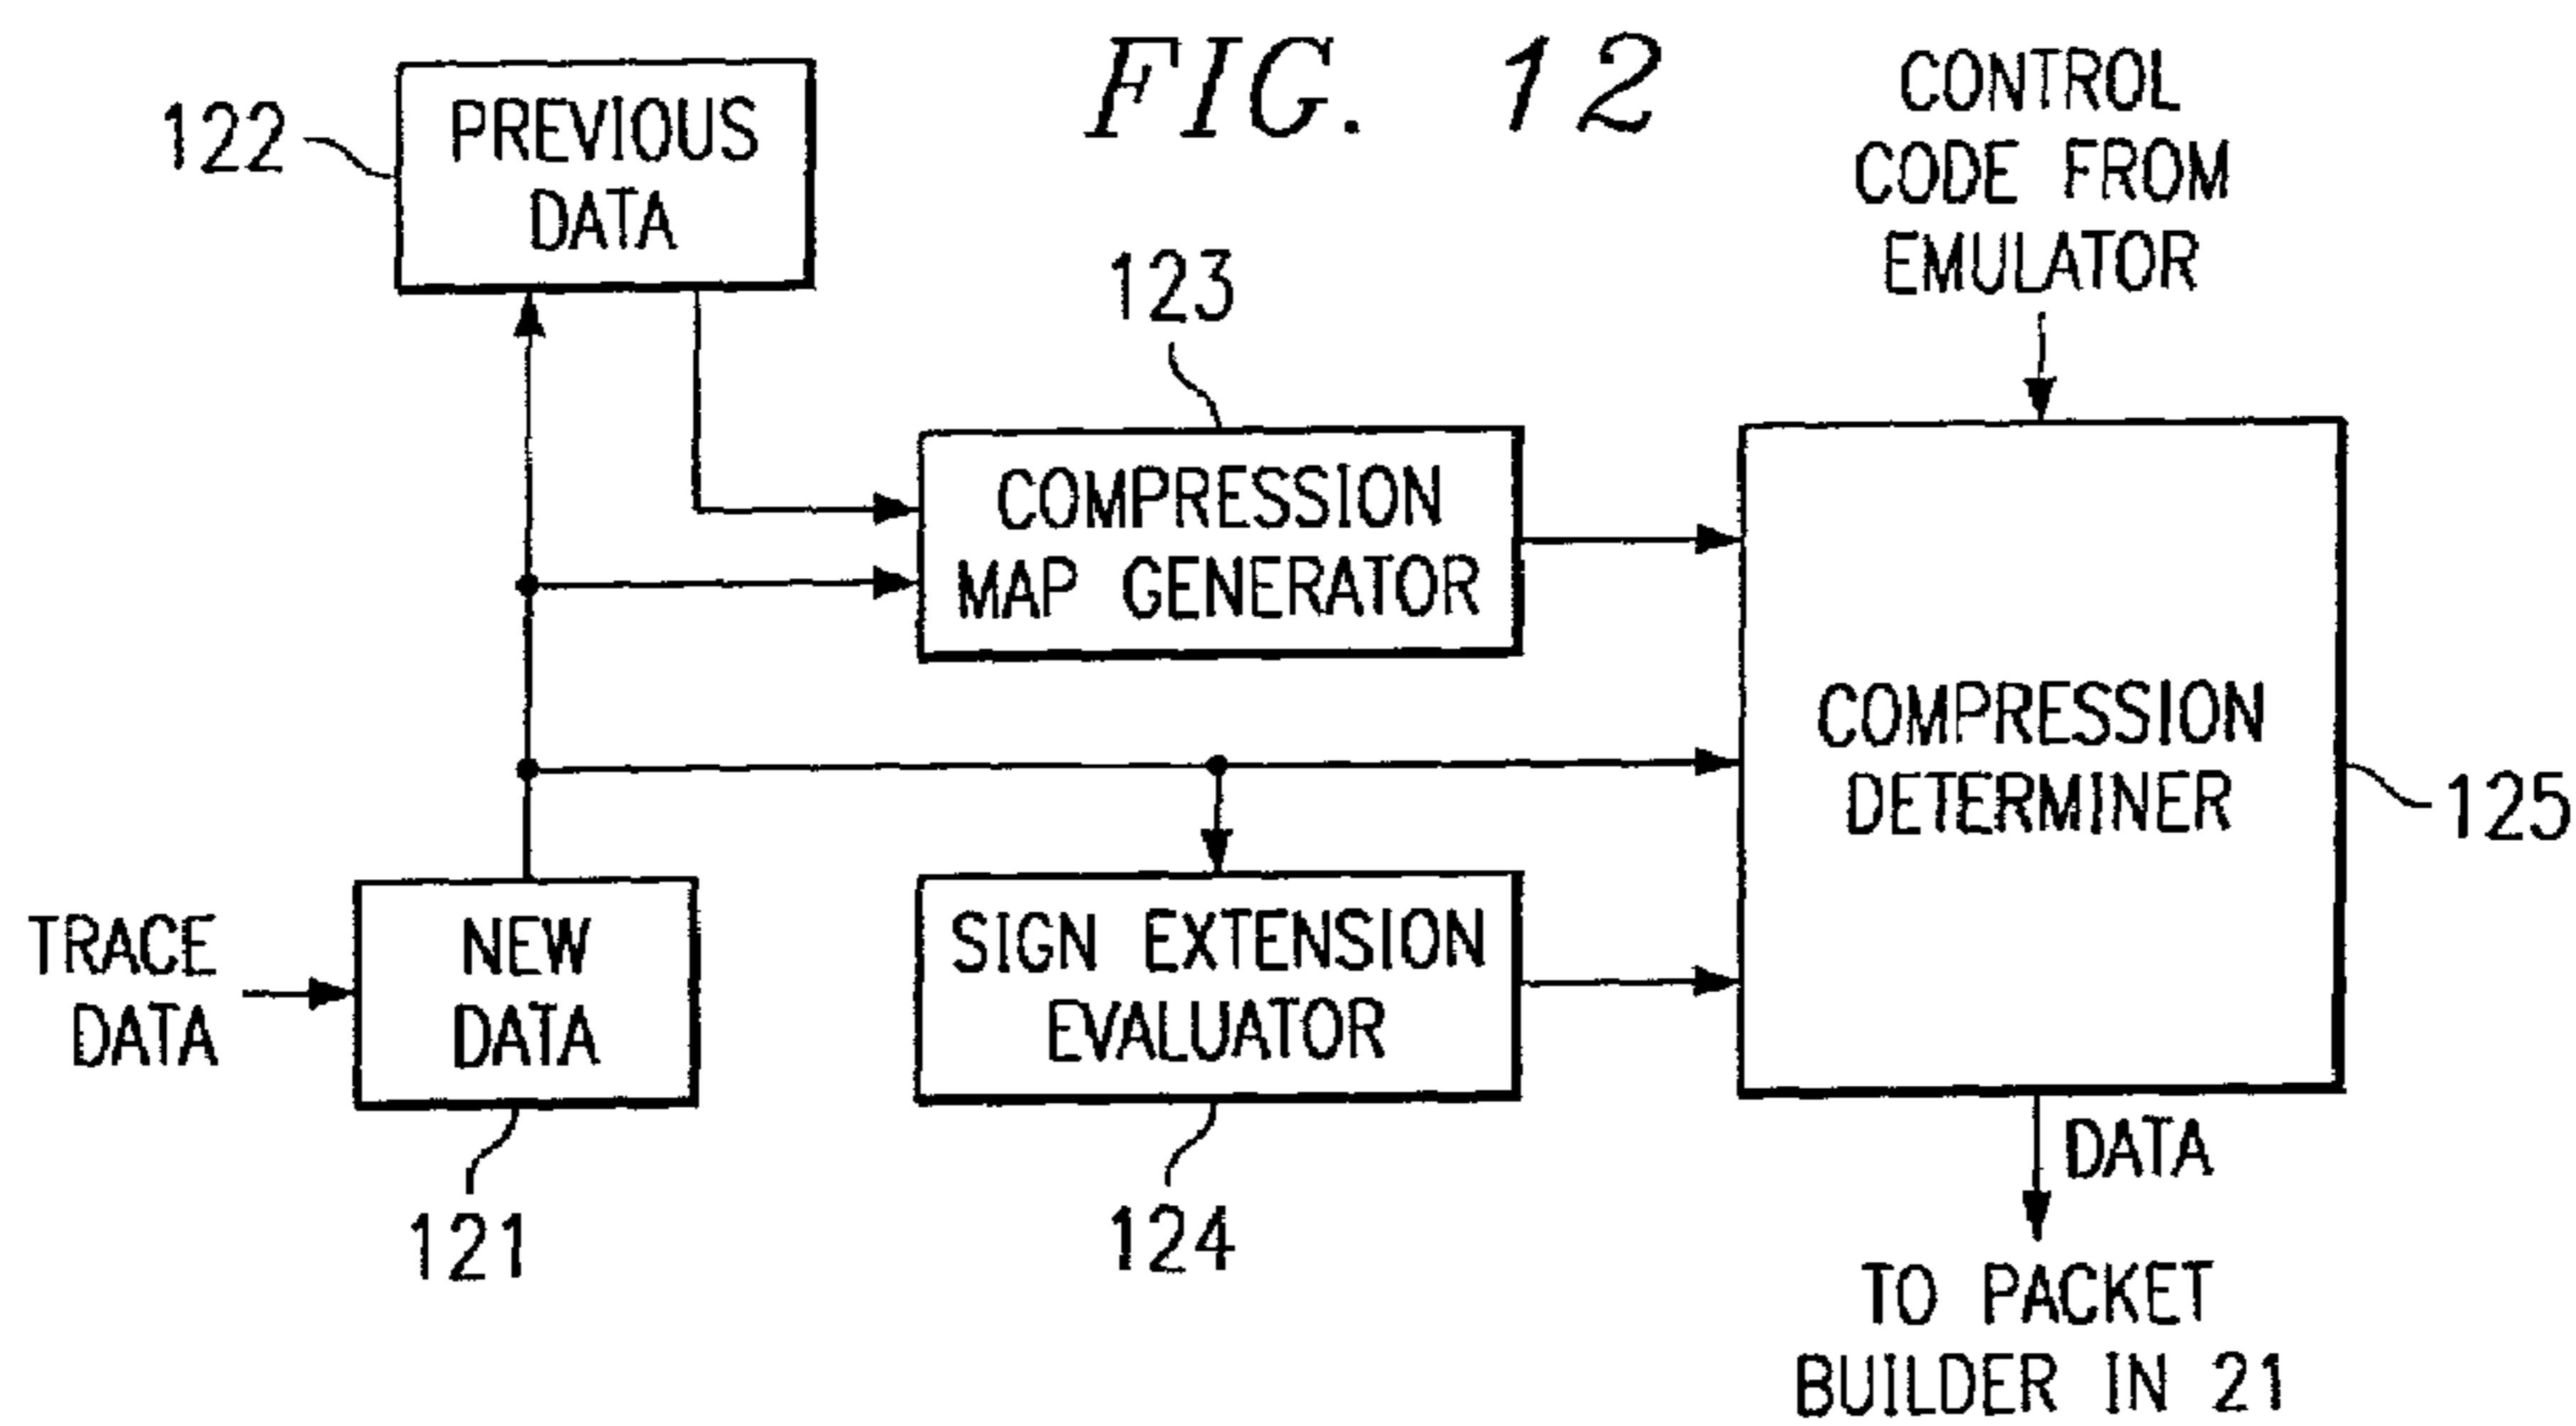 FIG. 12
122
PREVIOUS
DATA
CONTROL
CODE FROM
EMULATOR
123
COMPRESSION
MAP GENERATOR
COMPRESSION
DETERMINER
125
TRACE
DATA
NEW
DATA
121
SIGN EXTENSION
EVALUATOR
124
DATA
TO PACKET
BUILDER IN 21